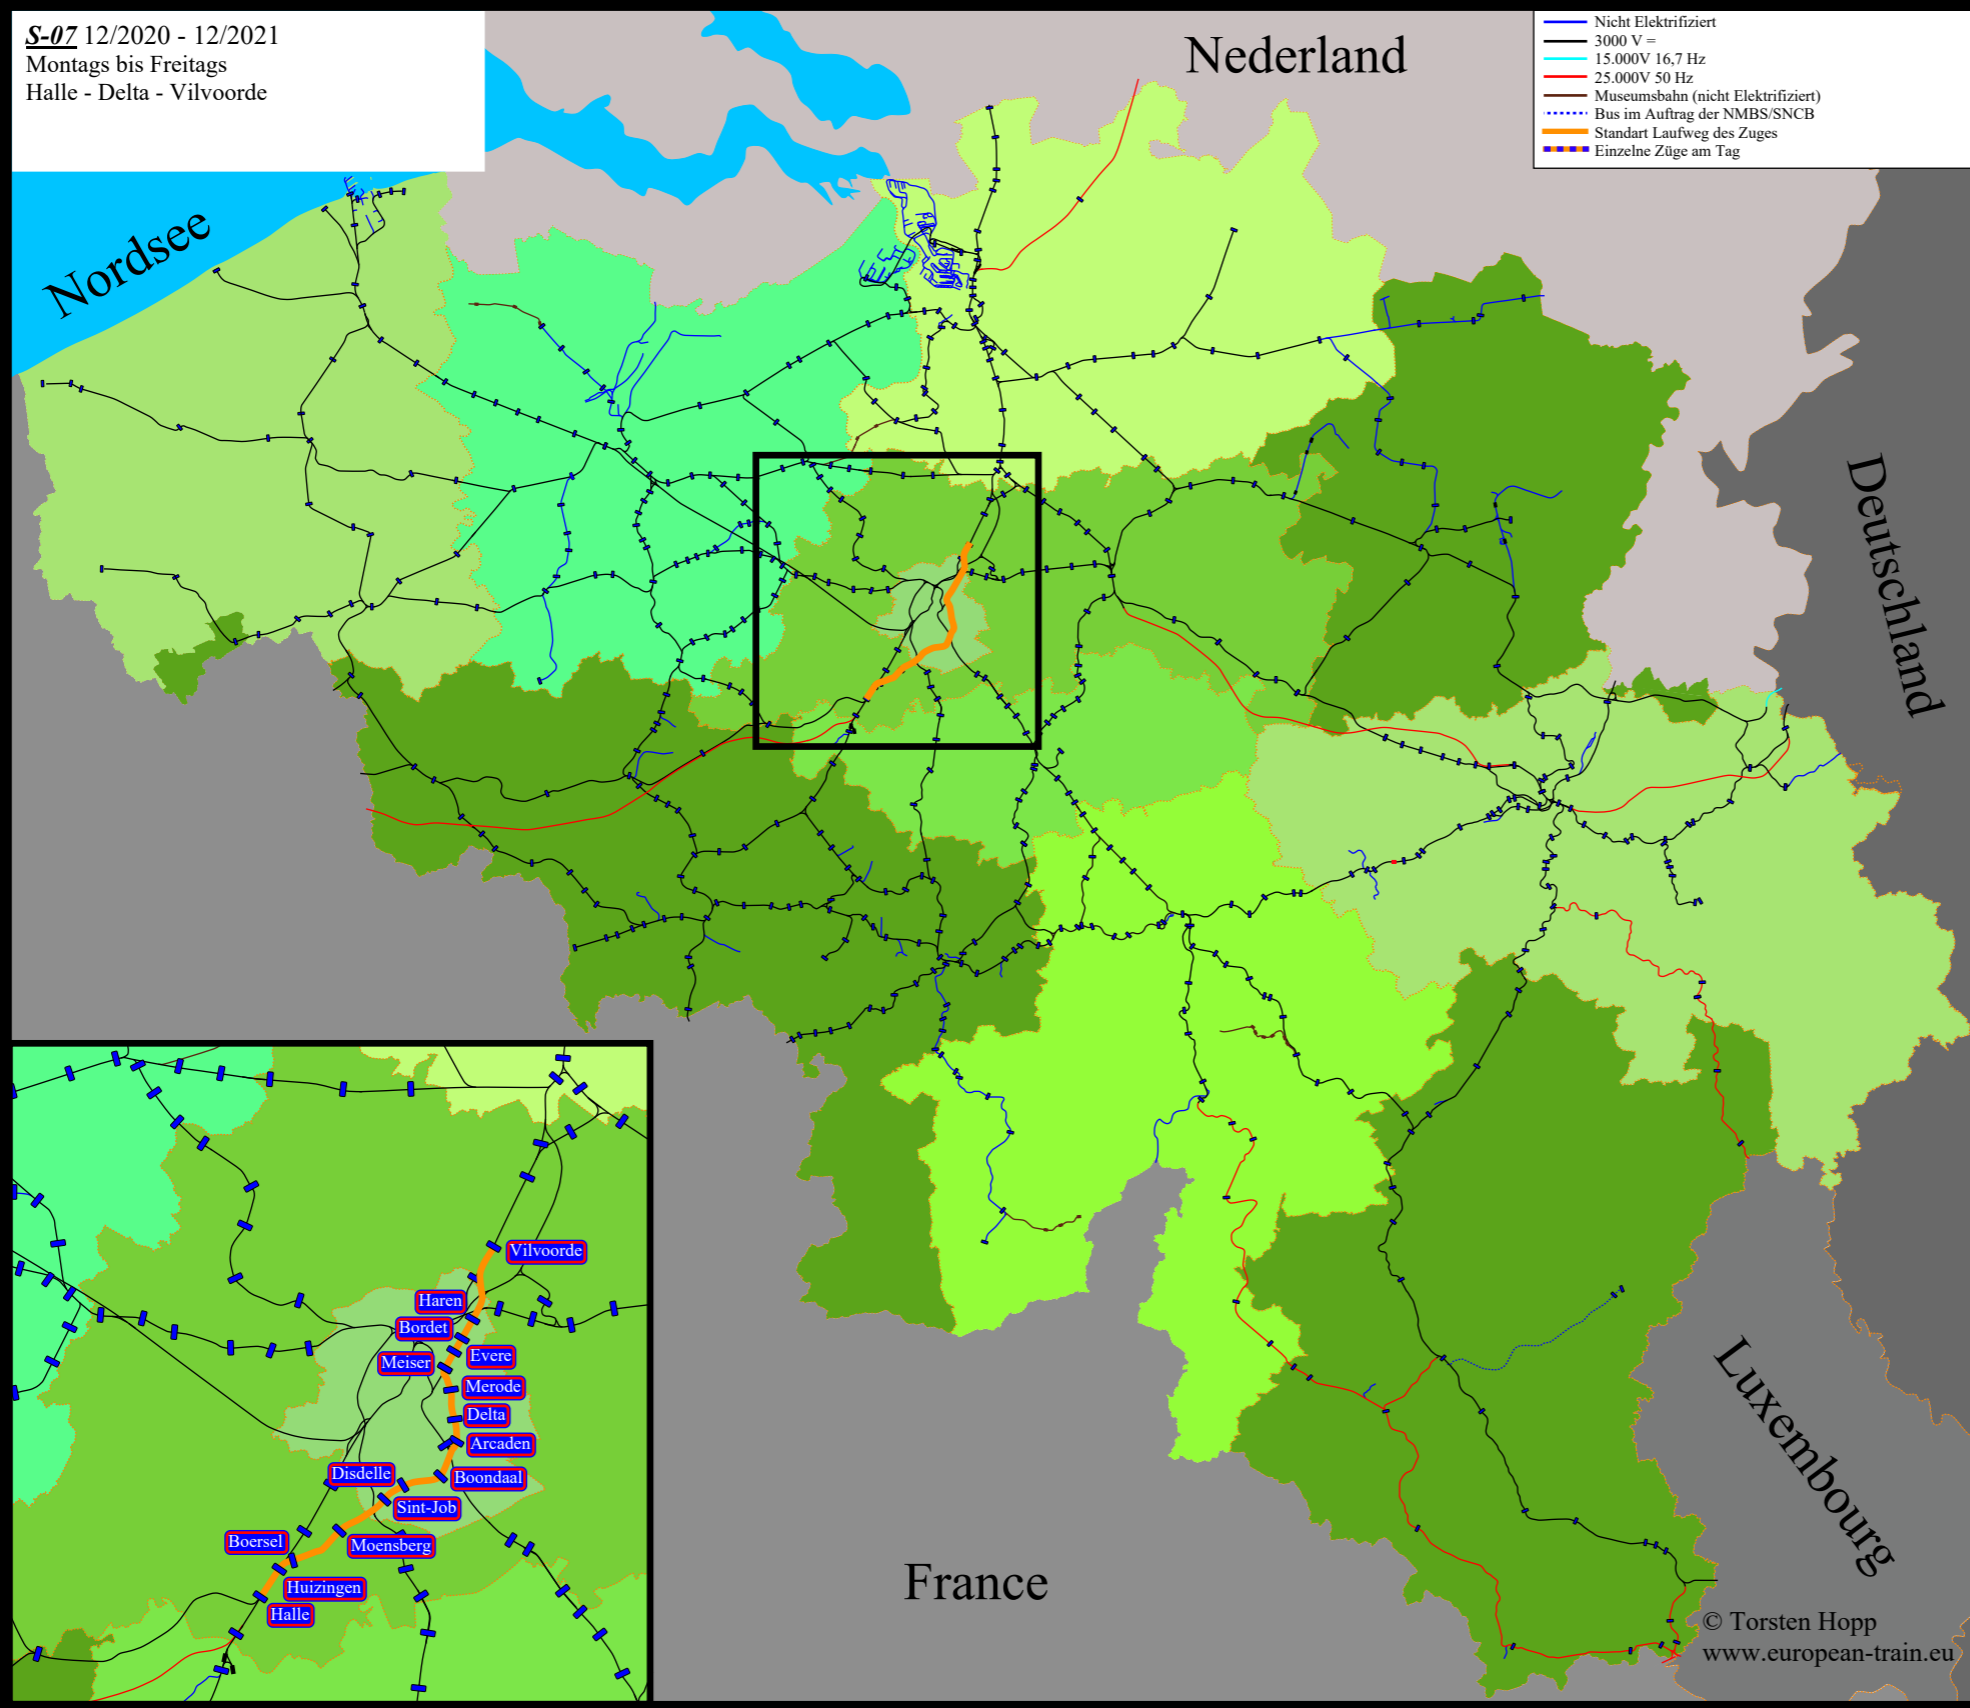 S-07 12/2020 - 12/2021
Montags bis Freitags
Halle - Delta - Vilvoorde
Nicht Elektrifiziert
3000 V =
15.000V 16,7 Hz
25.000V 50 Hz
Museumsbahn (nicht Elektrifiziert)
Bus im Auftrag der NMBS/SNCB
Standart Laufweg des Zuges
Einzelne Züge am Tag
Nederland
Nordsee
Deutschland
Luxembourg
France
Vilvoorde
Haren
Bordet
Evere
Meiser
Merode
Delta
Arcaden
Disdelle
Boondaal
Sint-Job
Boersel
Moensberg
Huizingen
Halle
© Torsten Hopp
www.european-train.eu